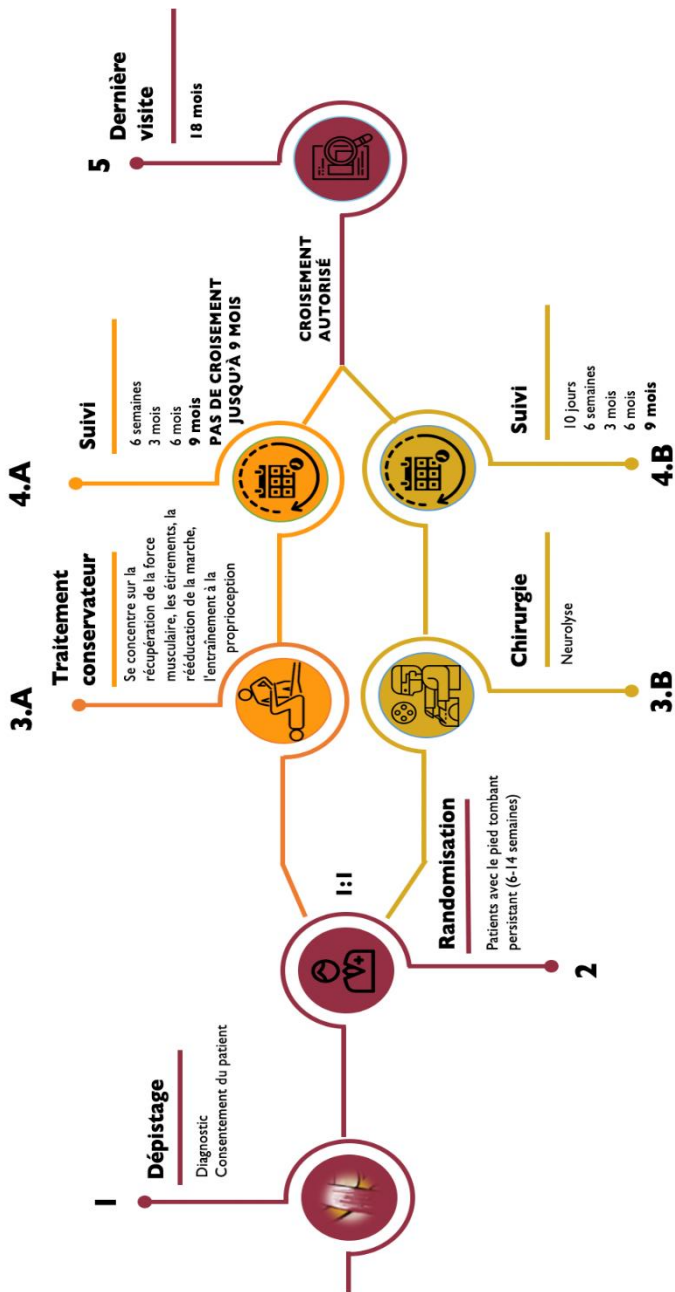 1
Dépistage
Diagnostic
Consentement du patient
2
Randomisation
Patients avec le pied tombant
persistant (6-14 semaines)
1:1
3.A
Traitement
conservateur
Se concentre sur la
récupération de la force
musculaire, les étirements, la
rééducation de la marche,
l'entraînement à la
proprioception
3.B
Chirurgie
Neurolyse
4.A
Suivi
6 semaines
3 mois
6 mois
9 mois
PAS DE CROISEMENT
JUSQU'À 9 MOIS
4.B
Suivi
10 jours
6 semaines
3 mois
6 mois
9 mois
CROISEMENT
AUTORISÉ
5
Dernière
visite
18 mois